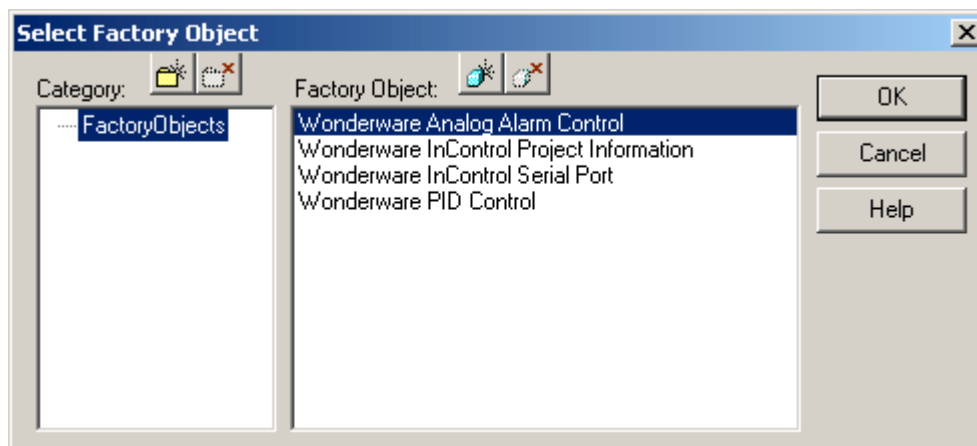 Select Factory Object
Category:
Factory Object:
FactoryObjects
Wonderware Analog Alarm Control
Wonderware InControl Project Information
Wonderware InControl Serial Port
Wonderware PID Control
OK
Cancel
Help